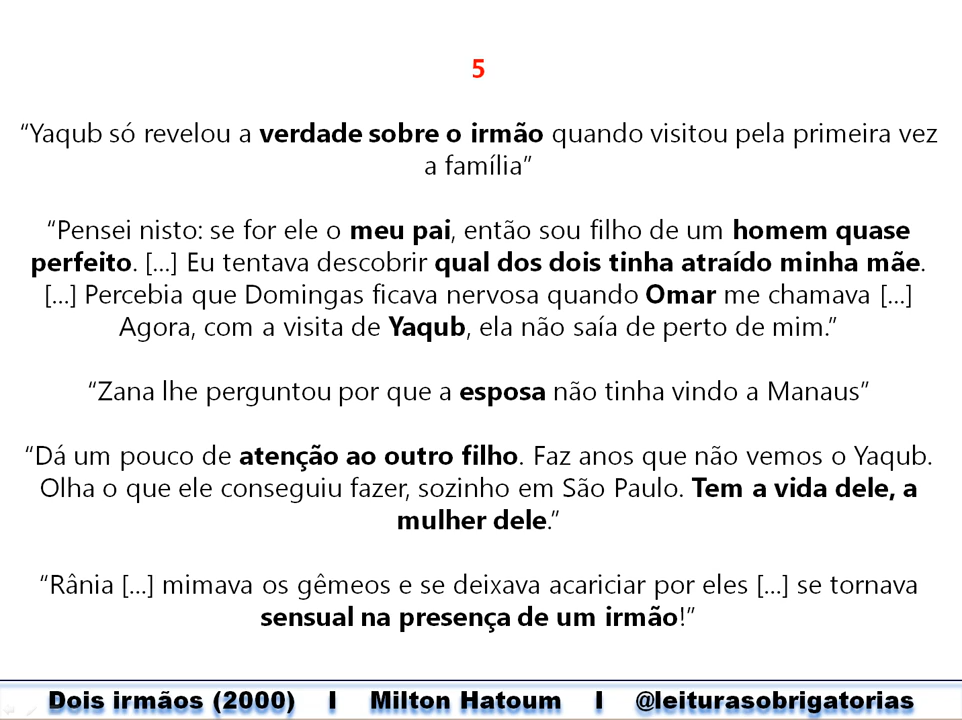 5
“Yaqub só revelou a verdade sobre o irmão quando visitou pela primeira vez
a família”
“Pensei nisto: se for ele o meu pai, então sou filho de um homem quase
perfeito. [...] Eu tentava descobrir qual dos dois tinha atraído minha mãe.
[...] Percebia que Domingas ficava nervosa quando Omar me chamava [...]
Agora, com a visita de Yaqub, ela não saía de perto de mim.”
“Zana lhe perguntou por que a esposa não tinha vindo a Manaus”
“Dá um pouco de atenção ao outro filho. Faz anos que não vemos o Yaqub.
Olha o que ele conseguiu fazer, sozinho em São Paulo. Tem a vida dele, a
mulher dele.”
“Rânia [...] mimava os gêmeos e se deixava acariciar por eles [...] se tornava
sensual na presença de um irmão!”
Dois irmãos (2000) I Milton Hatoum I @leiturasobrigatorias